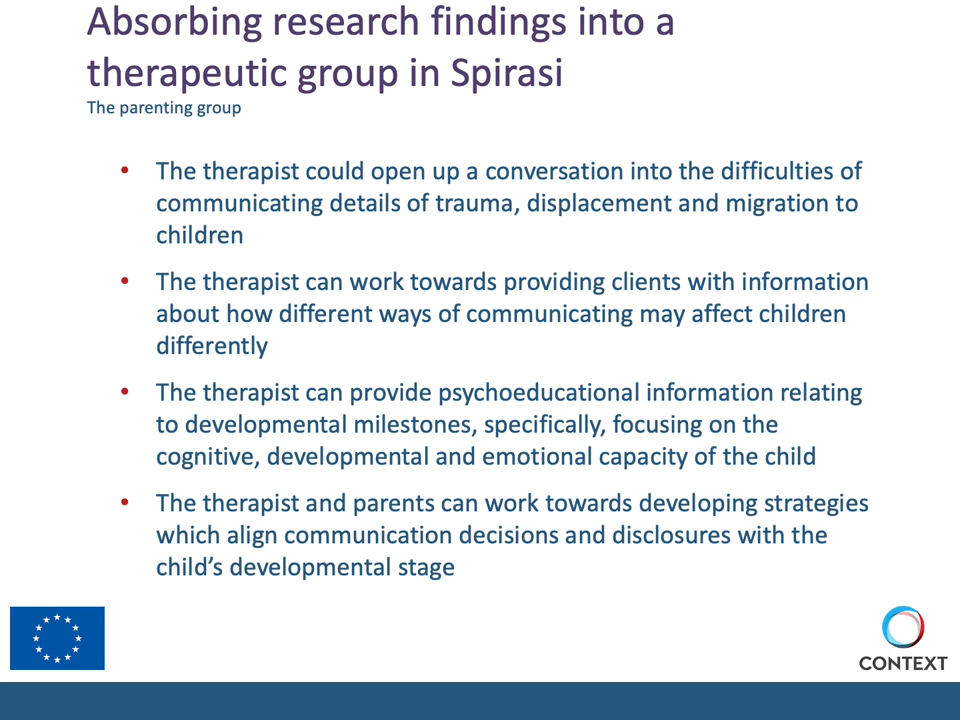 Absorbing research findings into a
therapeutic group in Spirasi
The parenting group
• The therapist could open up a conversation into the difficulties of
communicating details of trauma, displacement and migration to
children
• The therapist can work towards providing clients with information
about how different ways of communicating may affect children
differently
• The therapist can provide psychoeducational information relating
to developmental milestones, specifically, focusing on the
cognitive, developmental and emotional capacity of the child
• The therapist and parents can work towards developing strategies
which align communication decisions and disclosures with the
child’s developmental stage
CONTEXT